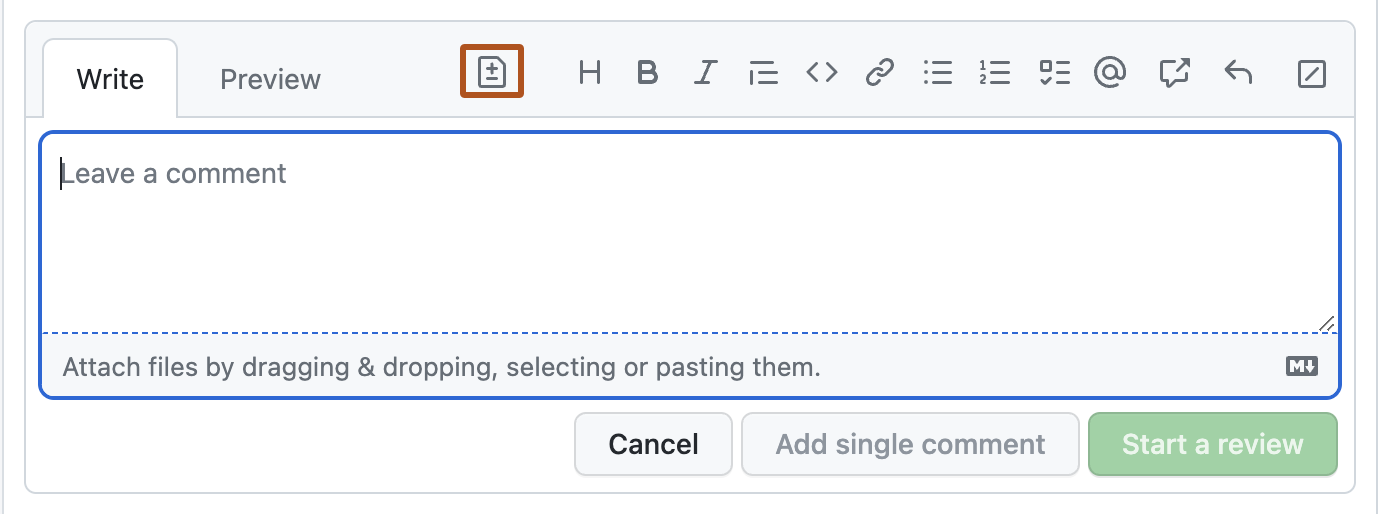 Write Preview H B I @
Leave a comment
Attach files by dragging & dropping, selecting or pasting them. M
Cancel Add single comment Start a review